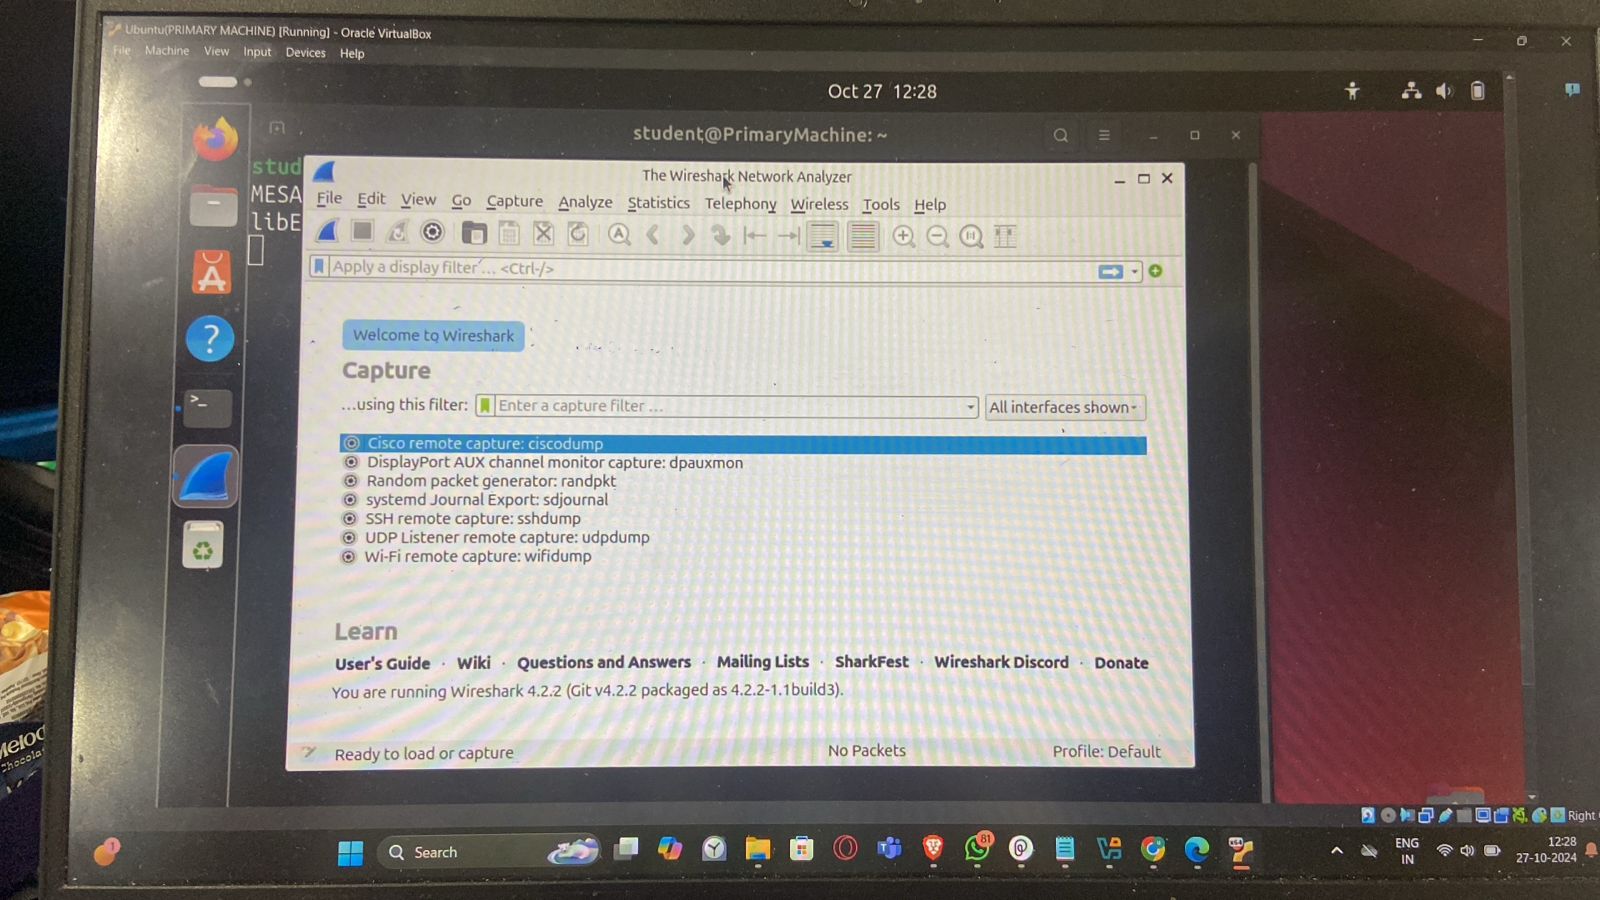 Ubuntu(PRIMARY MACHINE) [Running] - Oracle VirtualBox
File Machine View Input Devices Help
Oct 27 12:28
student@PrimaryMachine: ~
stud
MESA
libE
The Wireshark Network Analyzer
File Edit View Go Capture Analyze Statistics Telephony Wireless Tools Help
Apply a display filter ... <Ctrl-/>
Welcome to Wireshark
Capture
...using this filter: Enter a capture filter ... All interfaces shown
Cisco remote capture: ciscodump
DisplayPort AUX channel monitor capture: dpauxmon
Random packet generator: randpkt
systemd Journal Export: sdjournal
SSH remote capture: sshdump
UDP Listener remote capture: udpdump
Wi-Fi remote capture: wifidump
Learn
User's Guide · Wiki · Questions and Answers · Mailing Lists · SharkFest · Wireshark Discord · Donate
You are running Wireshark 4.2.2 (Git v4.2.2 packaged as 4.2.2-1.1build3).
Ready to load or capture No Packets Profile: Default
Right
1 Search 81 ENG 12:28
IN 27-10-2024